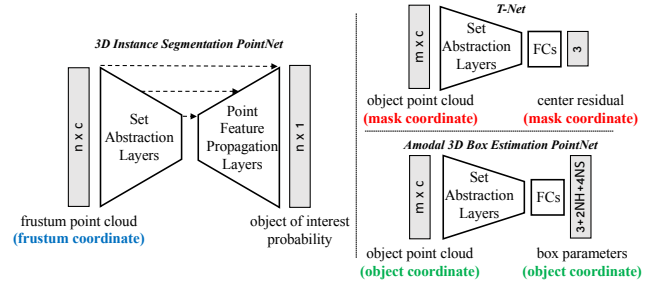 3D Instance Segmentation PointNet
n x c
Set
Abstraction
Layers
Point
Feature
Propagation
Layers
n x 1
frustum point cloud
(frustum coordinate)
object of interest
probability
T-Net
m x c
Set
Abstraction
Layers
FCs
3
object point cloud
(mask coordinate)
center residual
(mask coordinate)
Amodal 3D Box Estimation PointNet
m x c
Set
Abstraction
Layers
FCs
3+2NH+4NS
object point cloud
(object coordinate)
box parameters
(object coordinate)